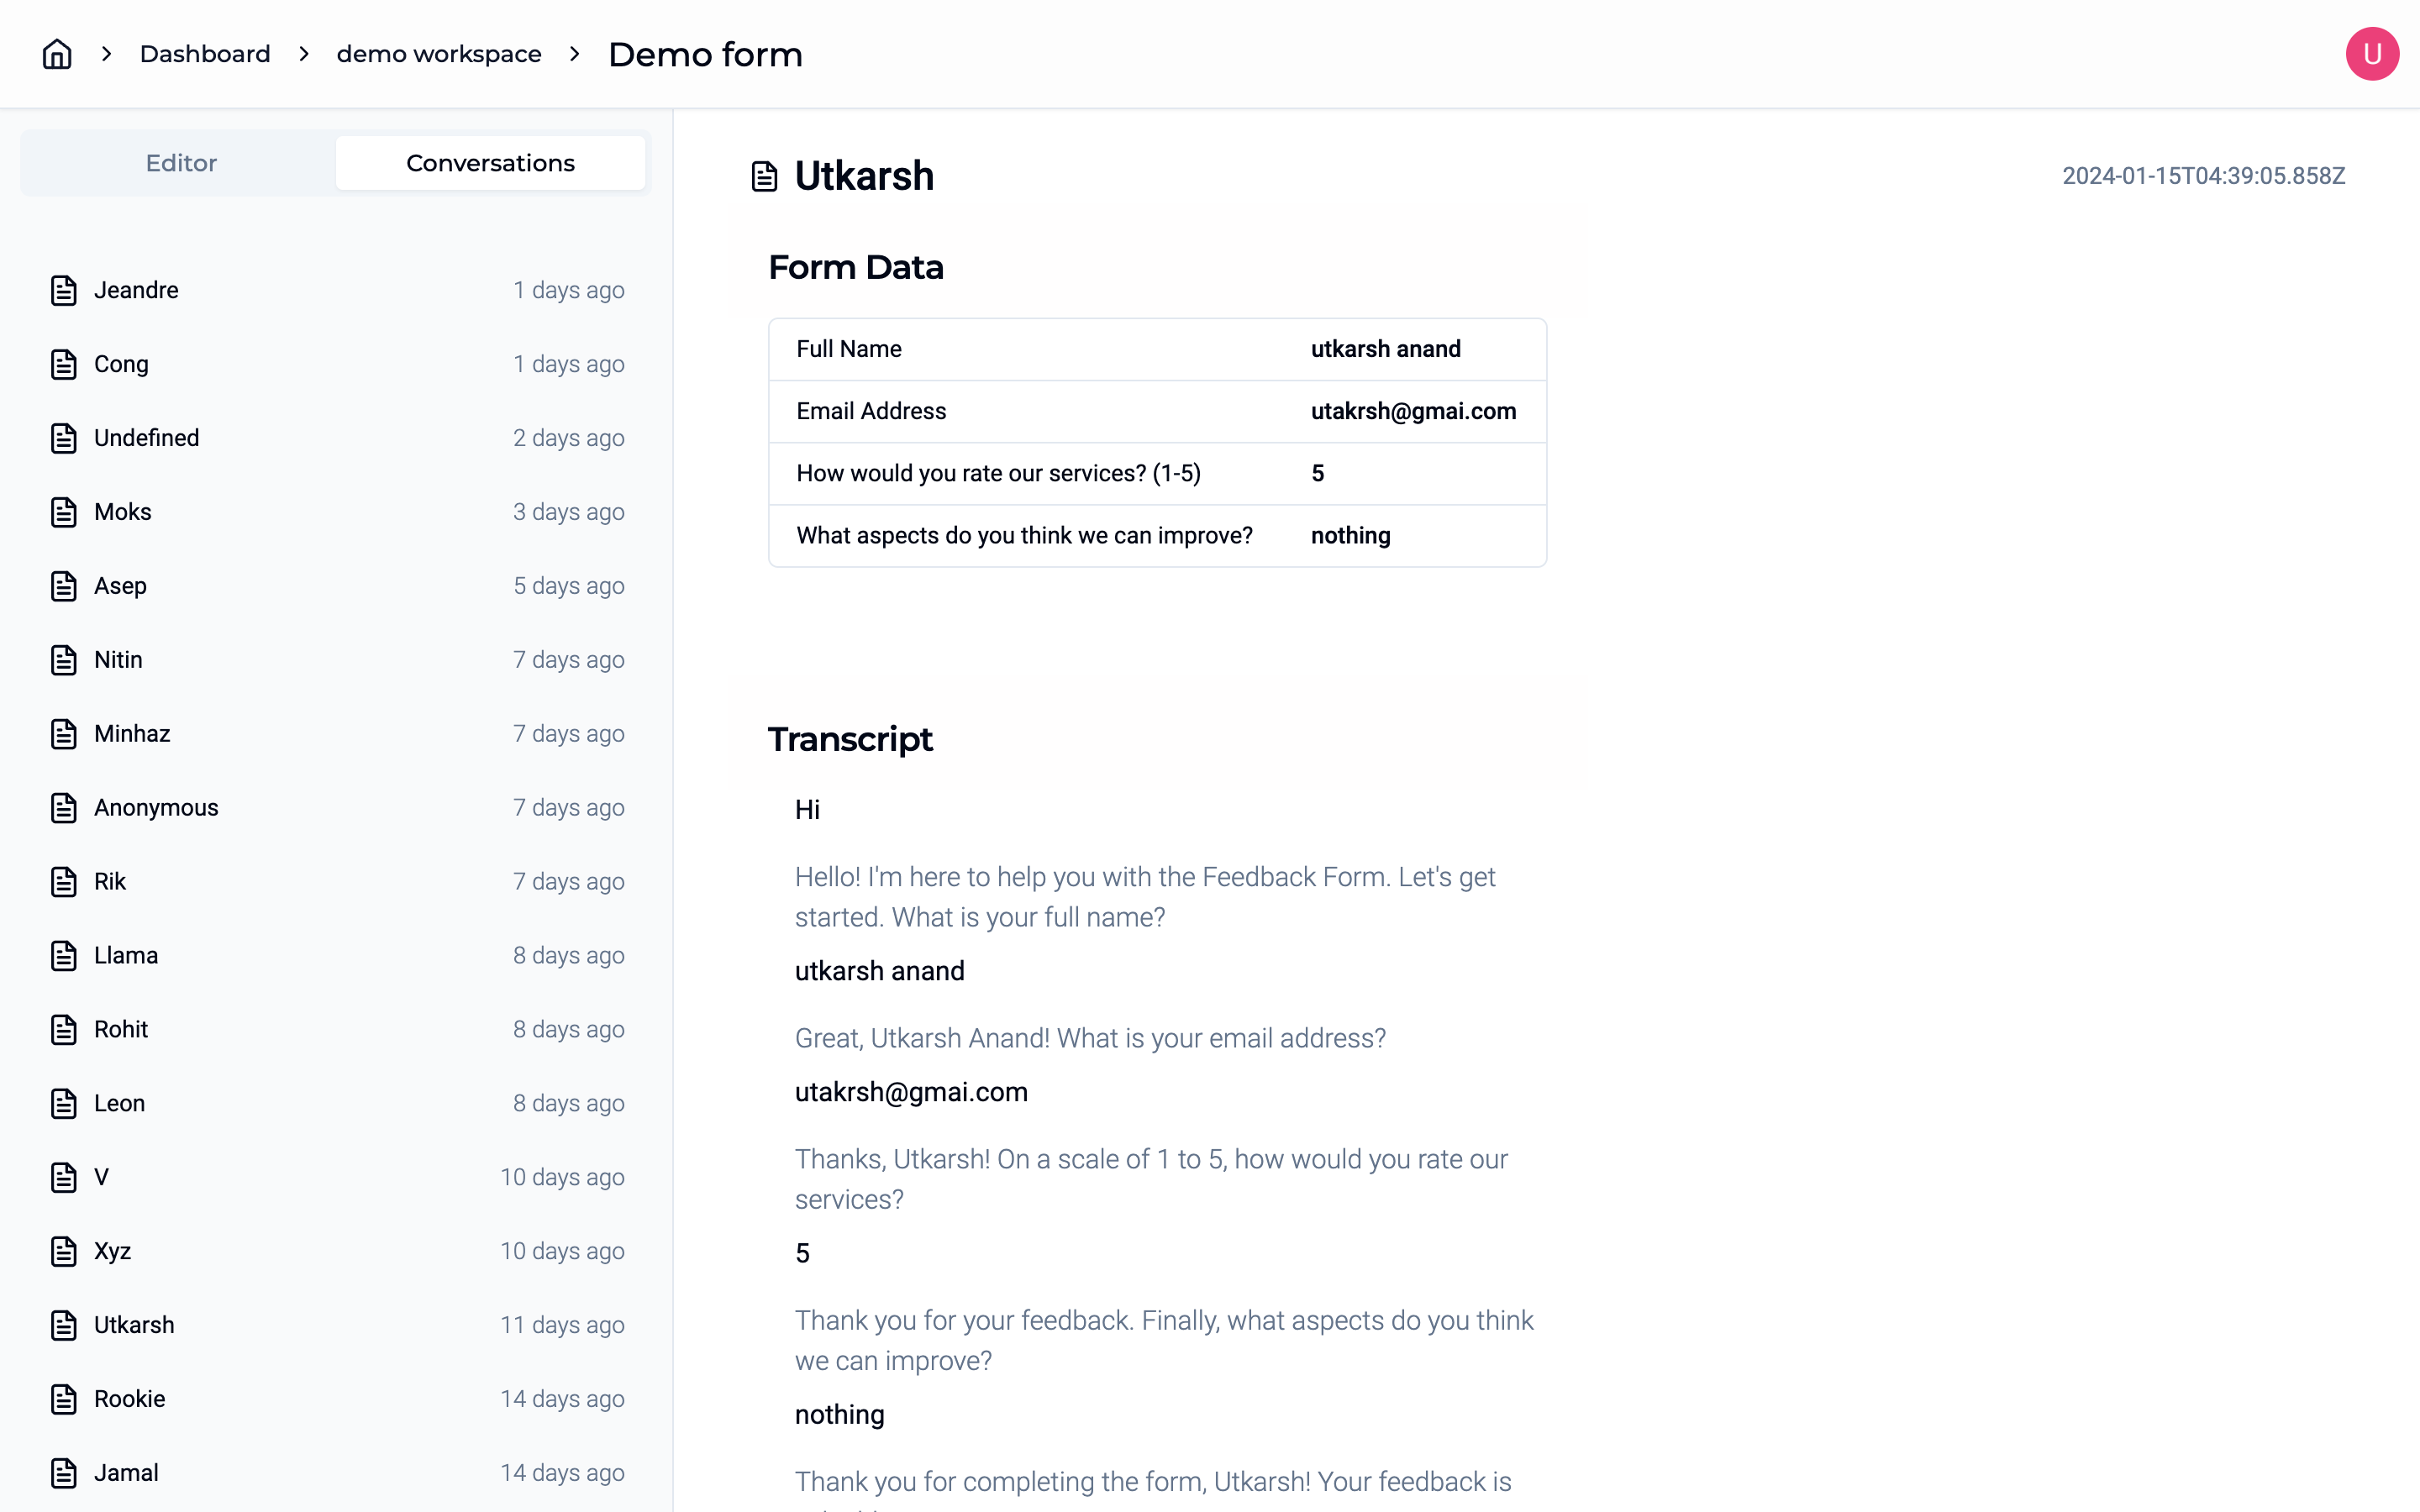 Dashboard > demo workspace > Demo form
U
Editor
Conversations
Jeandre 1 days ago
Cong 1 days ago
Undefined 2 days ago
Moks 3 days ago
Asep 5 days ago
Nitin 7 days ago
Minhaz 7 days ago
Anonymous 7 days ago
Rik 7 days ago
Llama 8 days ago
Rohit 8 days ago
Leon 8 days ago
V 10 days ago
Xyz 10 days ago
Utkarsh 11 days ago
Rookie 14 days ago
Jamal 14 days ago
Utkarsh
2024-01-15T04:39:05.858Z
Form Data
Full Name utkarsh anand
Email Address utakrsh@gmai.com
How would you rate our services? (1-5) 5
What aspects do you think we can improve? nothing
Transcript
Hi
Hello! I'm here to help you with the Feedback Form. Let's get
started. What is your full name?
utkarsh anand
Great, Utkarsh Anand! What is your email address?
utakrsh@gmai.com
Thanks, Utkarsh! On a scale of 1 to 5, how would you rate our
services?
5
Thank you for your feedback. Finally, what aspects do you think
we can improve?
nothing
Thank you for completing the form, Utkarsh! Your feedback is